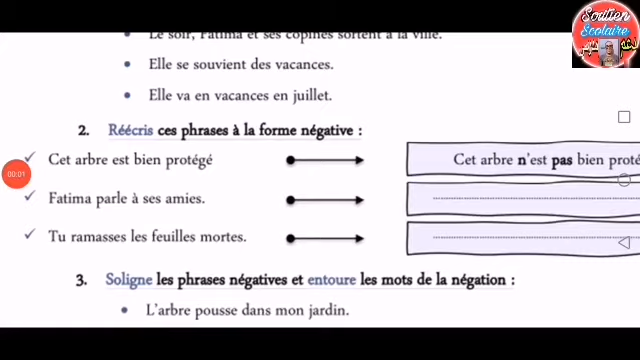 Soutien
Scolaire
Le soir, Fatima et ses copines sortent à la ville.
Elle se souvient des vacances.
Elle va en vacances en juillet.
2. Réécris ces phrases à la forme négative :
Cet arbre est bien protégé
Cet arbre n'est pas bien proté
00:01
Fatima parle à ses amies.
Tu ramasses les feuilles mortes.
3. Soligne les phrases négatives et entoure les mots de la négation :
L'arbre pousse dans mon jardin.